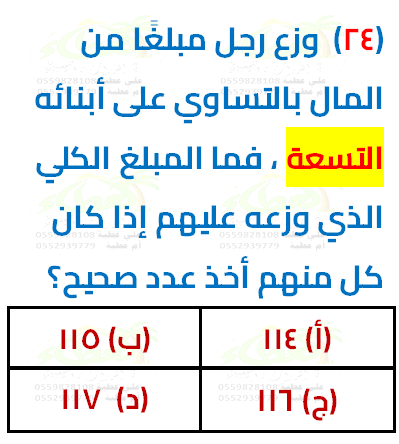 (٢٤) وزع رجل مبلغًا من
المال بالتساوي على أبنائه
التسعة ، فما المبلغ الكلي
الذي وزعه عليهم إذا كان
كل منهم أخذ عدد صحيح؟
(أ) ١١٤
(ب) ١١٥
(ج) ١١٦
(د) ١١٧